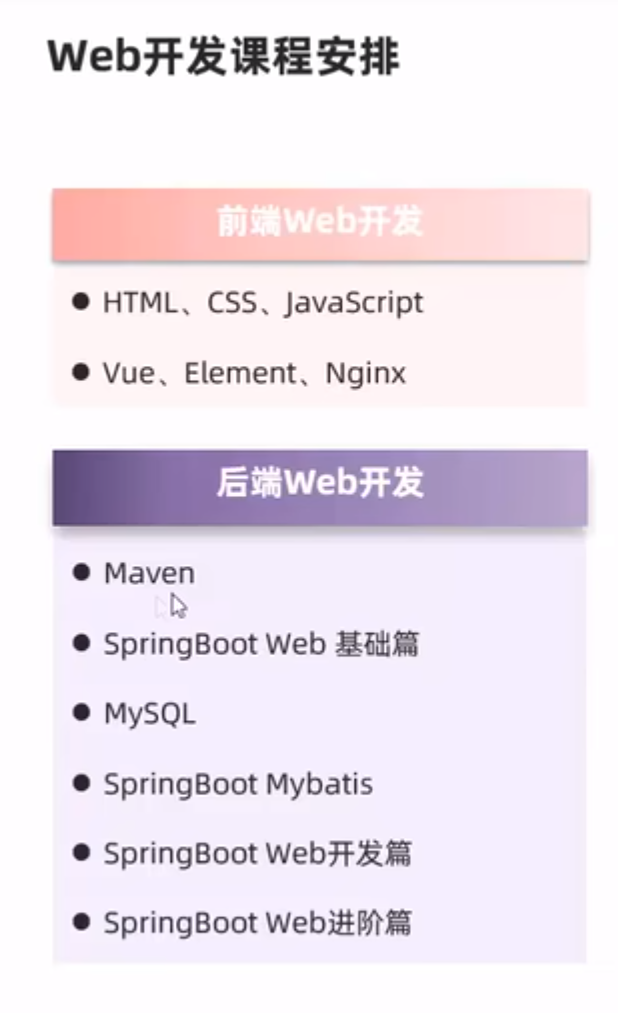 Web开发课程安排
前端Web开发
● HTML、CSS、JavaScript
● Vue、Element、Nginx
后端Web开发
● Maven
● SpringBoot Web 基础篇
● MySQL
● SpringBoot Mybatis
● SpringBoot Web开发篇
● SpringBoot Web进阶篇